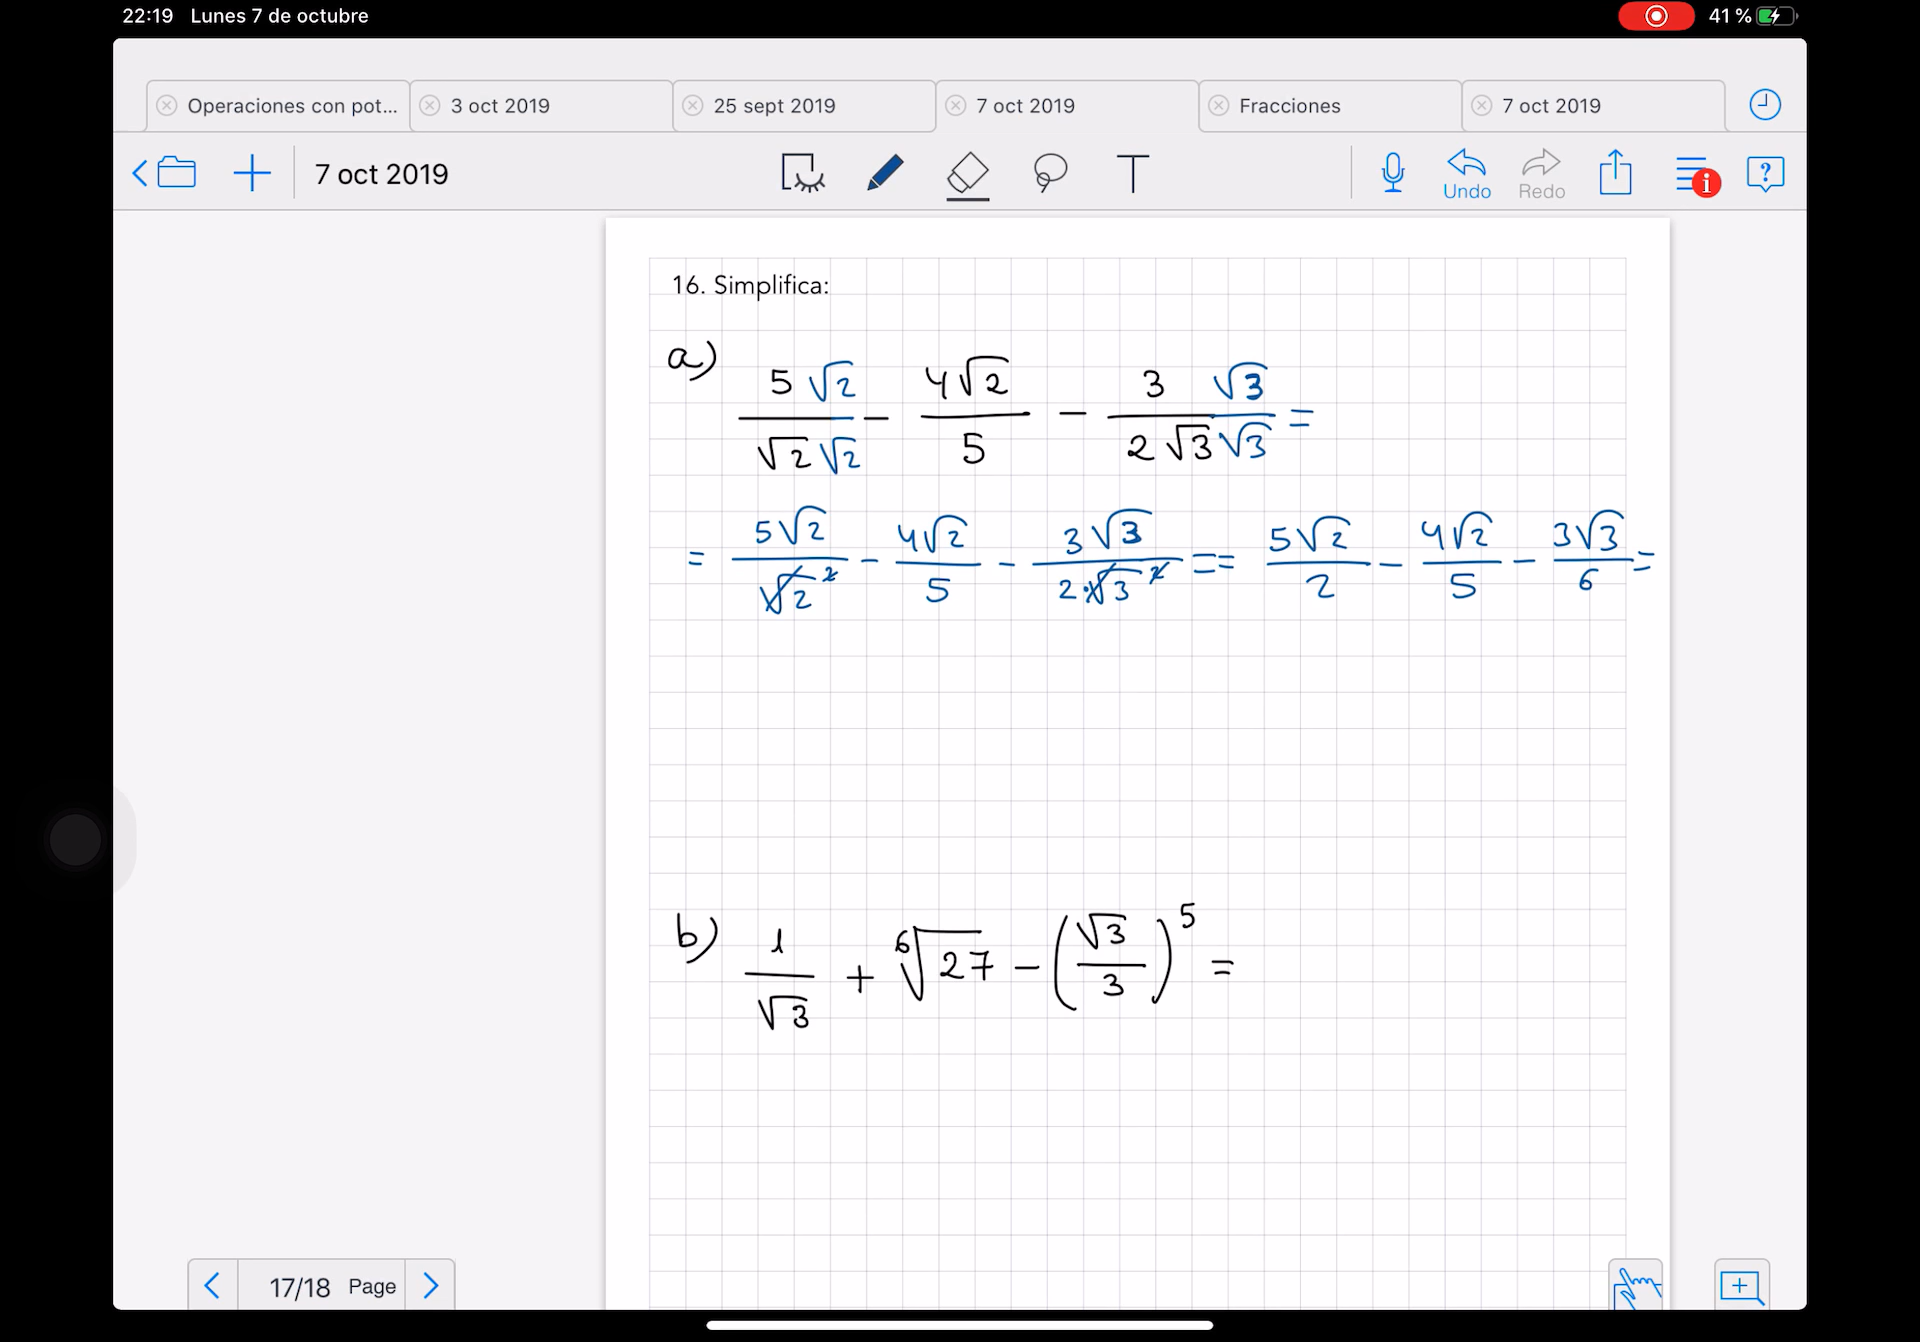 22:19 Lunes 7 de octubre 41 %
Operaciones con pot... 3 oct 2019 25 sept 2019 7 oct 2019 Fracciones 7 oct 2019
7 oct 2019 T Undo Redo i ?
16. Simplifica:
a) 5√2/√2√2 - 4√2/5 - 3 √3/2√3√3 =
= 5√2/√2² - 4√2/5 - 3√3/2·√3² = = 5√2/2 - 4√2/5 - 3√3/6 =
b) 1/√3 + ⁶√27 - (√3/3)⁵ =
17/18 Page